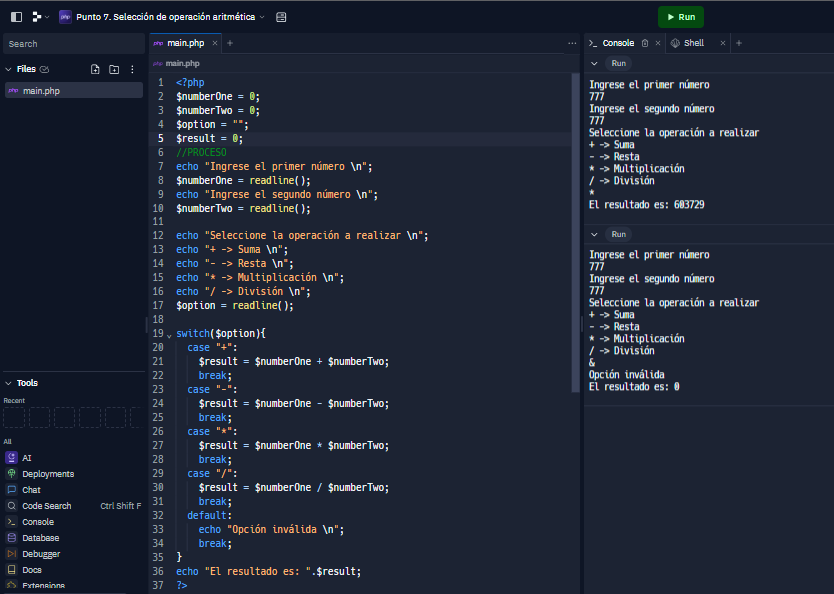 Punto 7. Selección de operación aritmética
Run
Search
Files
main.php
Tools
Recent
All
AI
Deployments
Chat
Code Search Ctrl Shift F
Console
Database
Debugger
Docs
Extensions
php main.php
php main.php
1 <?php
2 $numberOne = 0;
3 $numberTwo = 0;
4 $option = "";
5 $result = 0;
6 //PROCESO
7 echo "Ingrese el primer número \n";
8 $numberOne = readline();
9 echo "Ingrese el segundo número \n";
10 $numberTwo = readline();
11
12 echo "Seleccione la operación a realizar \n";
13 echo "+ -> Suma \n";
14 echo "- -> Resta \n";
15 echo "* -> Multiplicación \n";
16 echo "/ -> División \n";
17 $option = readline();
18
19 switch($option){
20 case "+":
21 $result = $numberOne + $numberTwo;
22 break;
23 case "-":
24 $result = $numberOne - $numberTwo;
25 break;
26 case "*":
27 $result = $numberOne * $numberTwo;
28 break;
29 case "/":
30 $result = $numberOne / $numberTwo;
31 break;
32 default:
33 echo "Opción inválida \n";
34 break;
35 }
36 echo "El resultado es: ".$result;
37 ?>
Console
Shell
Run
Ingrese el primer número
777
Ingrese el segundo número
777
Seleccione la operación a realizar
+ -> Suma
- -> Resta
* -> Multiplicación
/ -> División
*
El resultado es: 603729
Run
Ingrese el primer número
777
Ingrese el segundo número
777
Seleccione la operación a realizar
+ -> Suma
- -> Resta
* -> Multiplicación
/ -> División
&
Opción inválida
El resultado es: 0